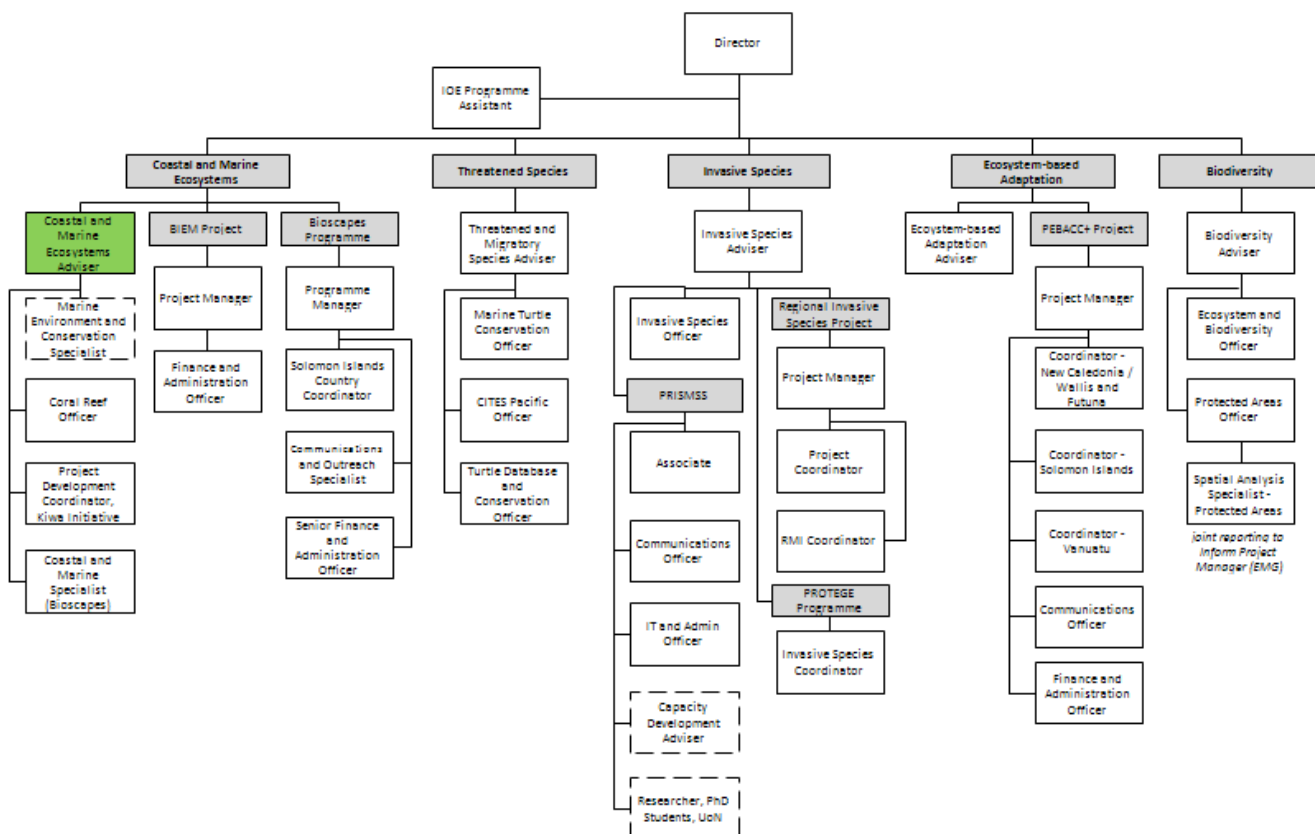 Director
IOE Programme
Assistant
Coastal and Marine
Ecosystems
Threatened Species
Invasive Species
Ecosystem-based
Adaptation
Biodiversity
Coastal and
Marine
Ecosystems
Adviser
BIEM Project
Bioscapes
Programme
Threatened and
Migratory
Species Adviser
Invasive Species
Adviser
Ecoystem-based
Adaptation
Adviser
PEBACC+ Project
Biodiversity
Adviser
Marine
Environment and
Conservation
Specialist
Project Manager
Programme
Manager
Marine Turtle
Conservation
Officer
Invasive Species
Officer
Regional Invasive
Species Project
Project Manager
Ecosystem and
Biodiversity
Officer
Coral Reef
Officer
Finance and
Administration
Officer
Solomon Islands
Country
Coordinator
CITES Pacific
Officer
PRISMSS
Project Manager
Coordinator -
New Caledonia /
Wallis and
Futuna
Protected Areas
Officer
Project
Development
Coordinator,
Kiwa Initiative
Communications
and Outreach
Specialist
Turtle Database
and
Conservation
Officer
Associate
Project
Coordinator
Coordinator -
Solomon Islands
Spatial Analysis
Specialist -
Protected Areas
joint reporting to
Inform Project
Manager (EMG)
Coastal and
Marine
Specialist
(Bioscapes)
Senior Finance
and
Administration
Officer
Communications
Officer
RMI Coordinator
Coordinator -
Vanuatu
PROTEGE
Programme
IT and Admin
Officer
Invasive Species
Coordinator
Communications
Officer
Capacity
Development
Adviser
Finance and
Administration
Officer
Researcher, PhD
Students, UoN